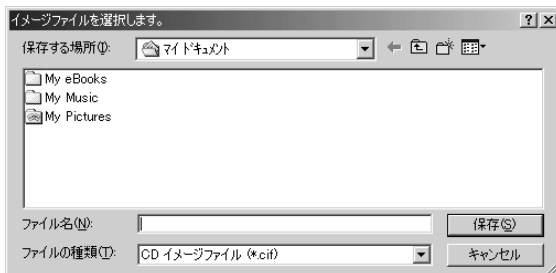 イメージファイルを選択します。
保存する場所(I):
マイ ドキュメント
My eBooks
My Music
My Pictures
ファイル名(N):
保存(S)
ファイルの種類(T):
CD イメージファイル (*.cif)
キャンセル